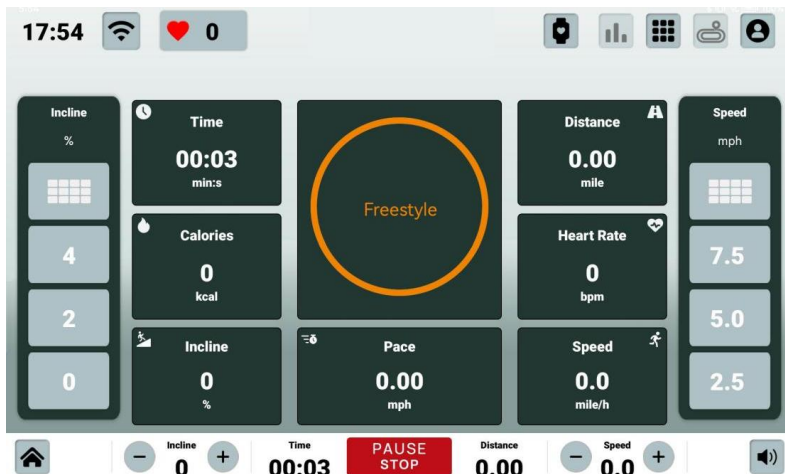 17:54
0
Incline
%
4
2
0
Time
00:03
min:s
Calories
0
kcal
Incline
0
%
Freestyle
Pace
0.00
mph
Distance
0.00
mile
Heart Rate
0
bpm
Speed
0.0
mile/h
Speed
mph
7.5
5.0
2.5
Incline
0
Time
00:03
PAUSE
STOP
Distance
0.00
Speed
0.0